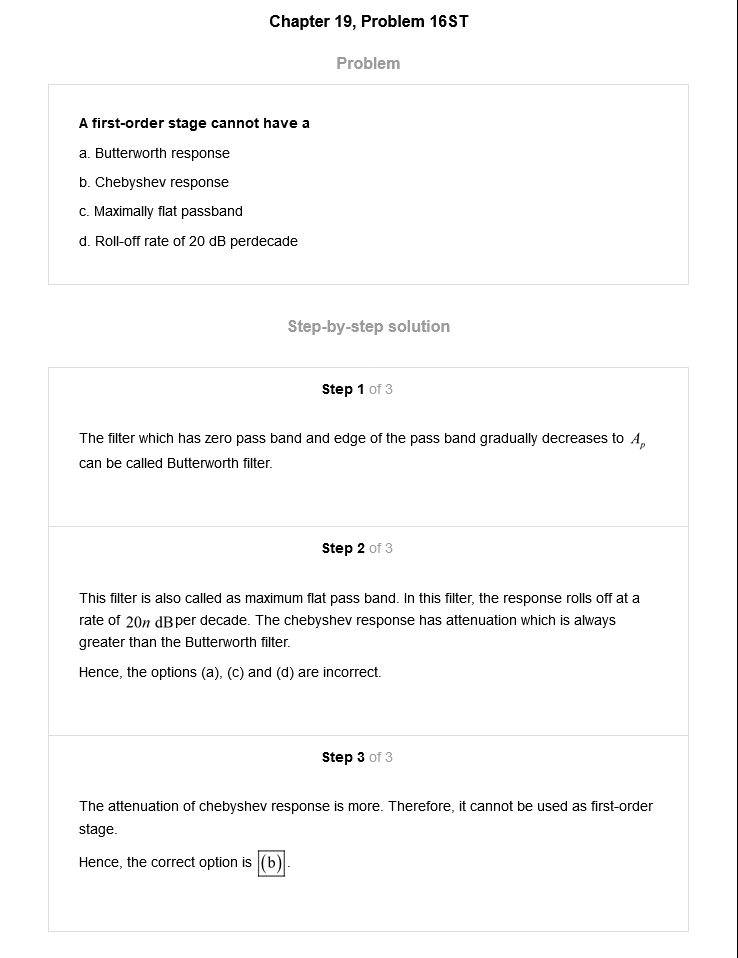 Chapter 19, Problem 16ST
Problem
A first-order stage cannot have a
a. Butterworth response
b. Chebyshev response
c. Maximally flat passband
d. Roll-off rate of 20 dB perdecade
Step-by-step solution
Step 1 of 3
The filter which has zero pass band and edge of the pass band gradually decreases to Aₚ
can be called Butterworth filter.
Step 2 of 3
This filter is also called as maximum flat pass band. In this filter, the response rolls off at a
rate of 20n dB per decade. The chebyshev response has attenuation which is always
greater than the Butterworth filter.
Hence, the options (a), (c) and (d) are incorrect.
Step 3 of 3
The attenuation of chebyshev response is more. Therefore, it cannot be used as first-order
stage.
Hence, the correct option is (b).